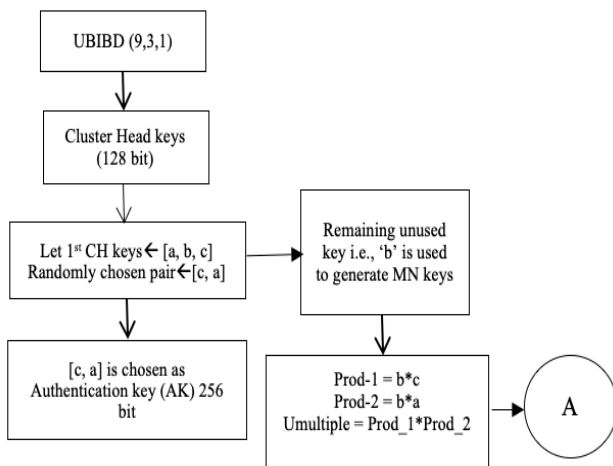 UBIBD (9,3,1)
Cluster Head keys
(128 bit)
Let 1st CH keys← [a, b, c]
Randomly chosen pair←[c, a]
Remaining unused
key i.e., ‘b’ is used
to generate MN keys
[c, a] is chosen as
Authentication key (AK) 256
bit
Prod-1 = b*c
Prod-2 = b*a
Umultiple = Prod_1*Prod_2
A